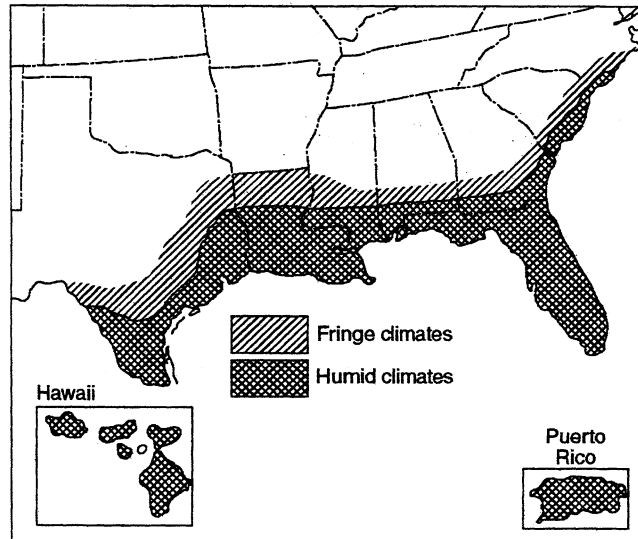 Fringe climates
Humid climates
Hawaii
Puerto
Rico